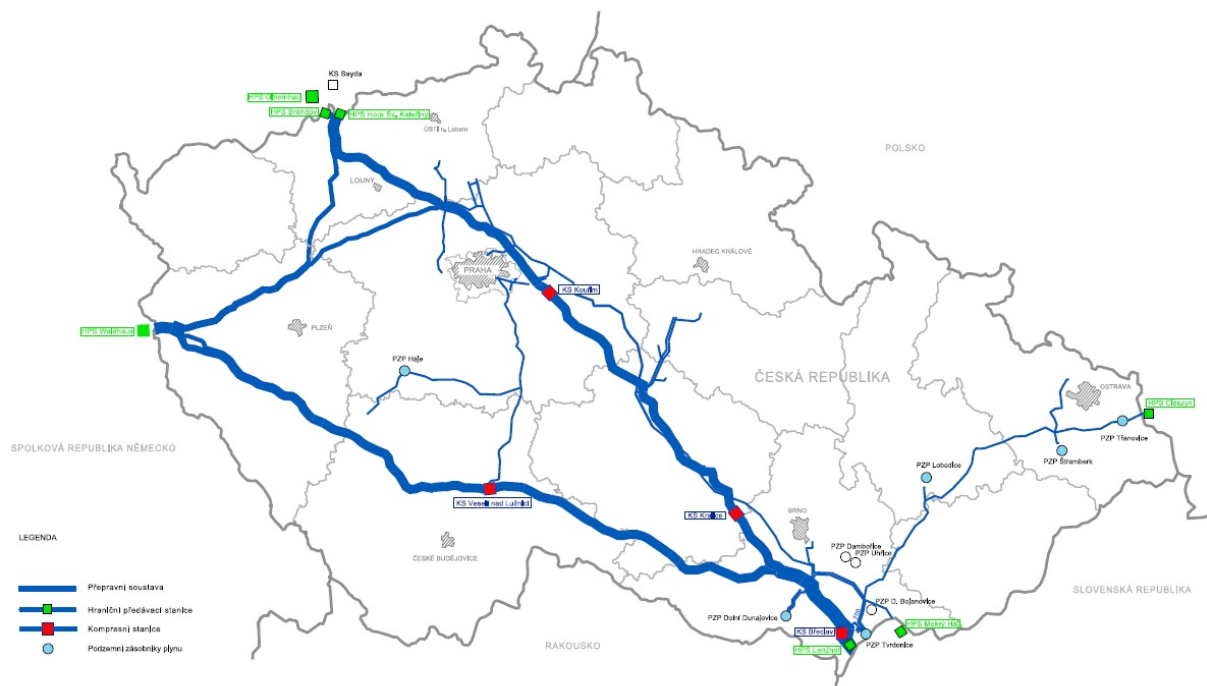 KS Sayda
HPS Olbernhau
HPS Brandov
HPS Hora Sv. Kateřiny
ÚSTÍ n. Labem
POLSKO
LOUNY
HRADEC KRÁLOVÉ
PRAHA
KS Kouřim
HPS Waldhaus
PLZEŇ
PZP Háje
ČESKÁ REPUBLIKA
OSTRAVA
HPS Cieszyn
PZP Třanovice
SPOLKOVÁ REPUBLIKA NĚMECKO
PZP Štramberk
PZP Lobodice
KS Veselí nad Lužnicí
KS Kralice
BRNO
ČESKÉ BUDĚJOVICE
PZP Dambořice
PZP Uhřice
LEGENDA
Přepravní soustava
SLOVENSKÁ REPUBLIKA
Hraniční předávací stanice
PZP D. Bojanovice
PZP Dolní Dunajovice
KS Břeclav
HPS Mokrý Háj
Kompresní stanice
RAKOUSKO
HPS Lanžhot
PZP Tvrdonice
Podzemní zásobníky plynu